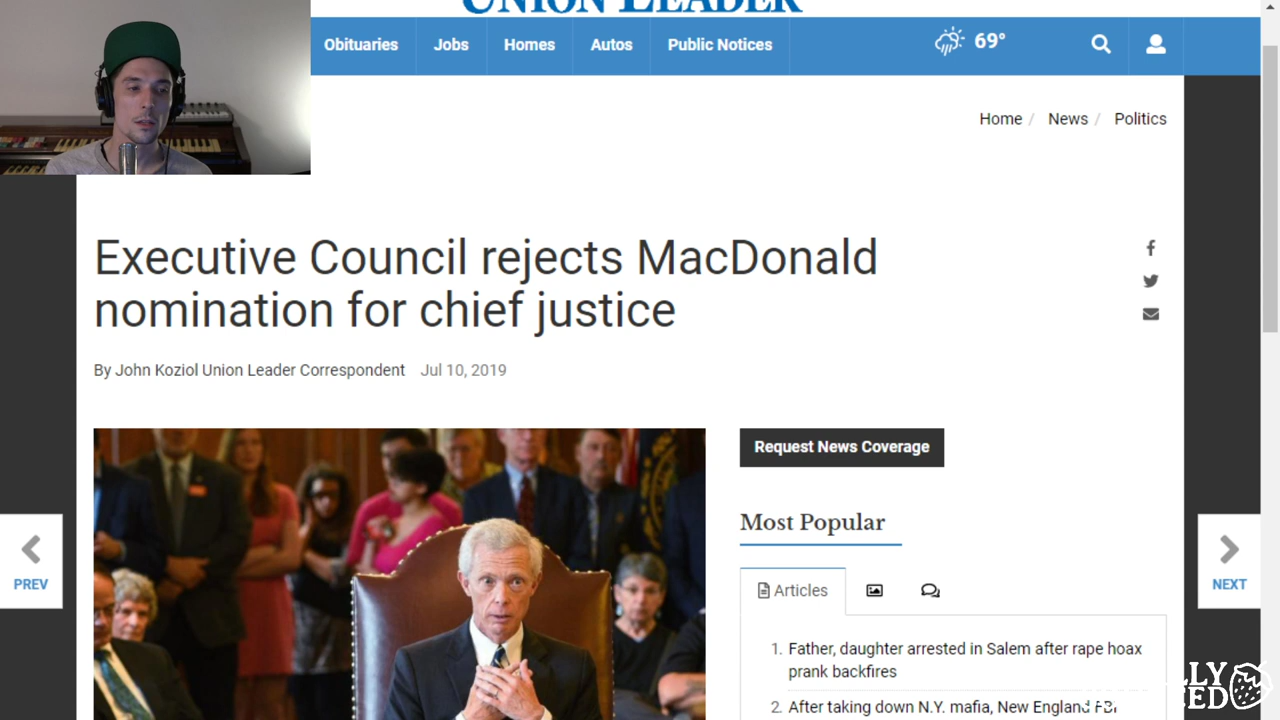 UNION LEADER
Obituaries
Jobs
Homes
Autos
Public Notices
69°
Home / News / Politics
Executive Council rejects MacDonald
nomination for chief justice
By John Koziol Union Leader Correspondent Jul 10, 2019
Request News Coverage
Most Popular
Articles
1. Father, daughter arrested in Salem after rape hoax
prank backfires
2. After taking down N.Y. mafia, New England FBI
PREV
NEXT